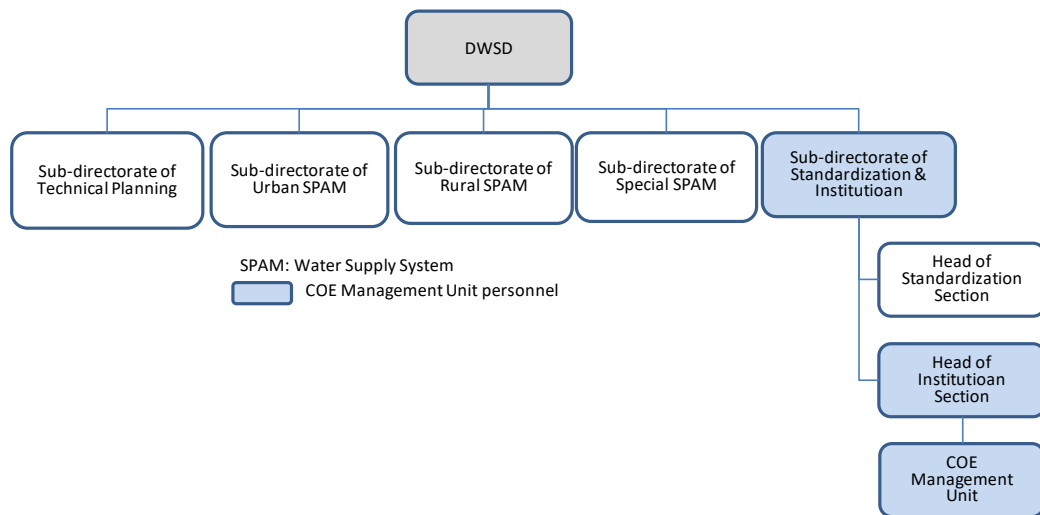 DWSD
Sub-directorate of
Technical Planning
Sub-directorate of
Urban SPAM
Sub-directorate of
Rural SPAM
Sub-directorate of
Special SPAM
Sub-directorate of
Standardization &
Institutioan
SPAM: Water Supply System
COE Management Unit personnel
Head of
Standardization
Section
Head of
Institutioan
Section
COE
Management
Unit